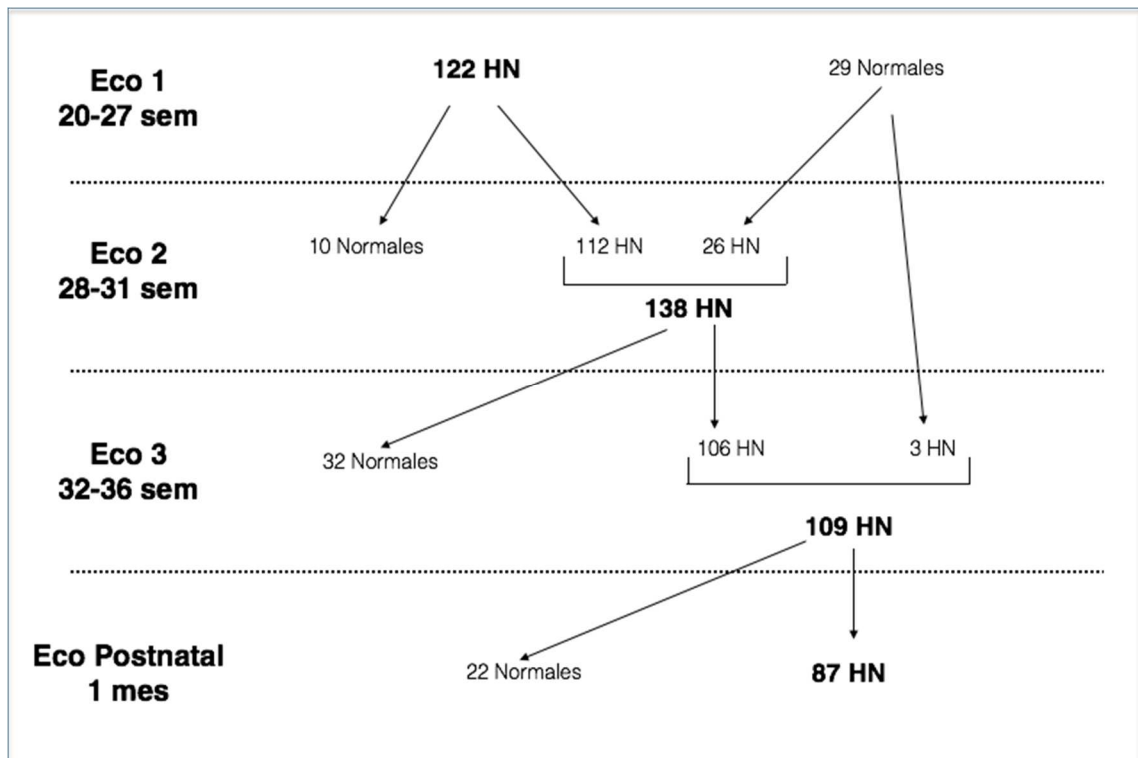 Eco 1
20-27 sem
122 HN
29 Normales
Eco 2
28-31 sem
10 Normales
112 HN
26 HN
138 HN
Eco 3
32-36 sem
32 Normales
106 HN
3 HN
109 HN
Eco Postnatal
1 mes
22 Normales
87 HN